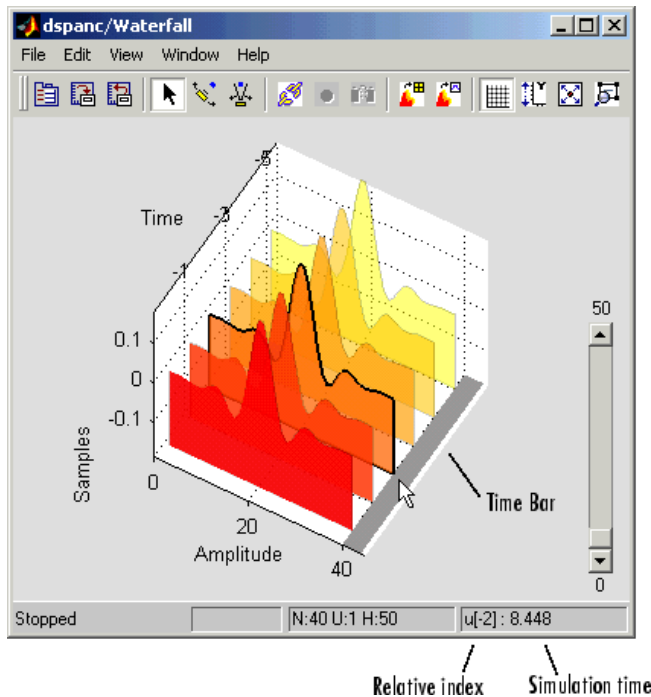 dspanc/Waterfall
File Edit View Window Help
-5
-3
-1
Time
0.1
0
-0.1
Samples
0
20
40
Amplitude
50
0
Time Bar
Stopped
N:40 U:1 H:50
u[-2] : 8.448
Relative index
Simulation time